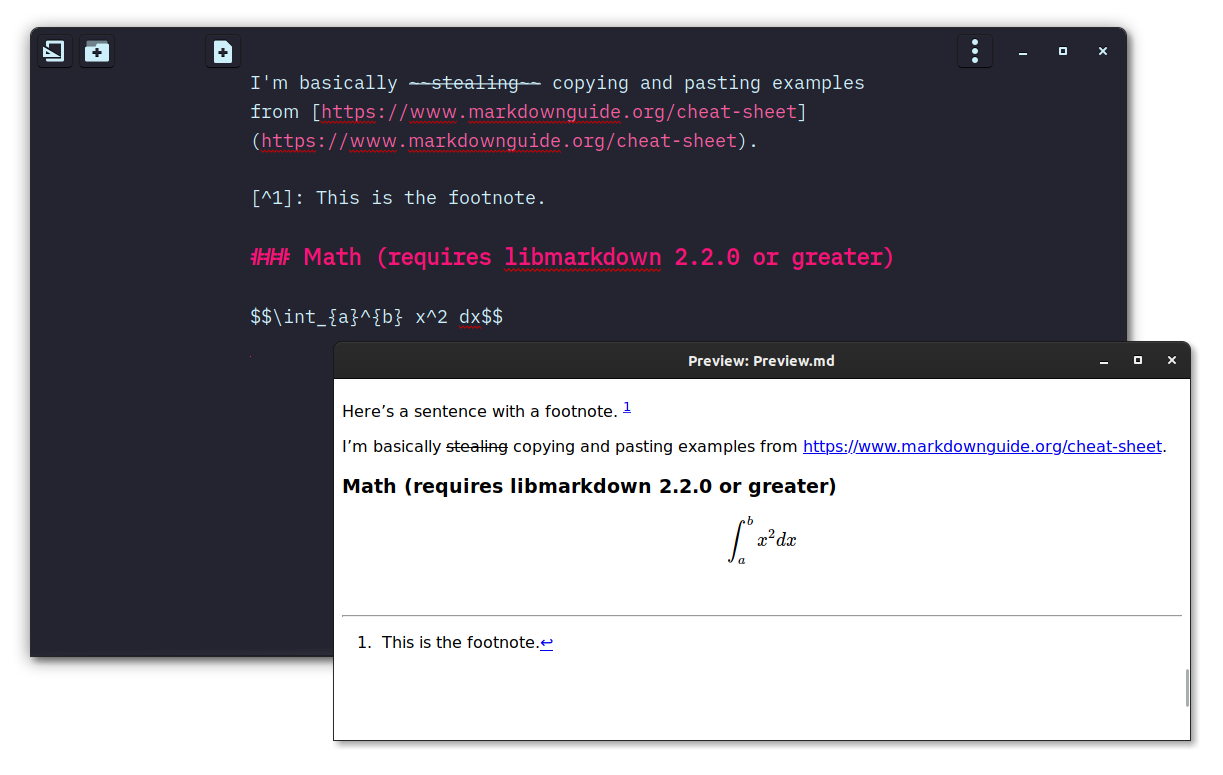 I'm basically ~~stealing~~ copying and pasting examples
from [https://www.markdownguide.org/cheat-sheet]
(https://www.markdownguide.org/cheat-sheet).
[^1]: This is the footnote.
### Math (requires libmarkdown 2.2.0 or greater)
$$\int_{a}^{b} x^2 dx$$
Preview: Preview.md
Here’s a sentence with a footnote. 1
I’m basically stealing copying and pasting examples from https://www.markdownguide.org/cheat-sheet.
Math (requires libmarkdown 2.2.0 or greater)
∫_a^b x²dx
1. This is the footnote.↩